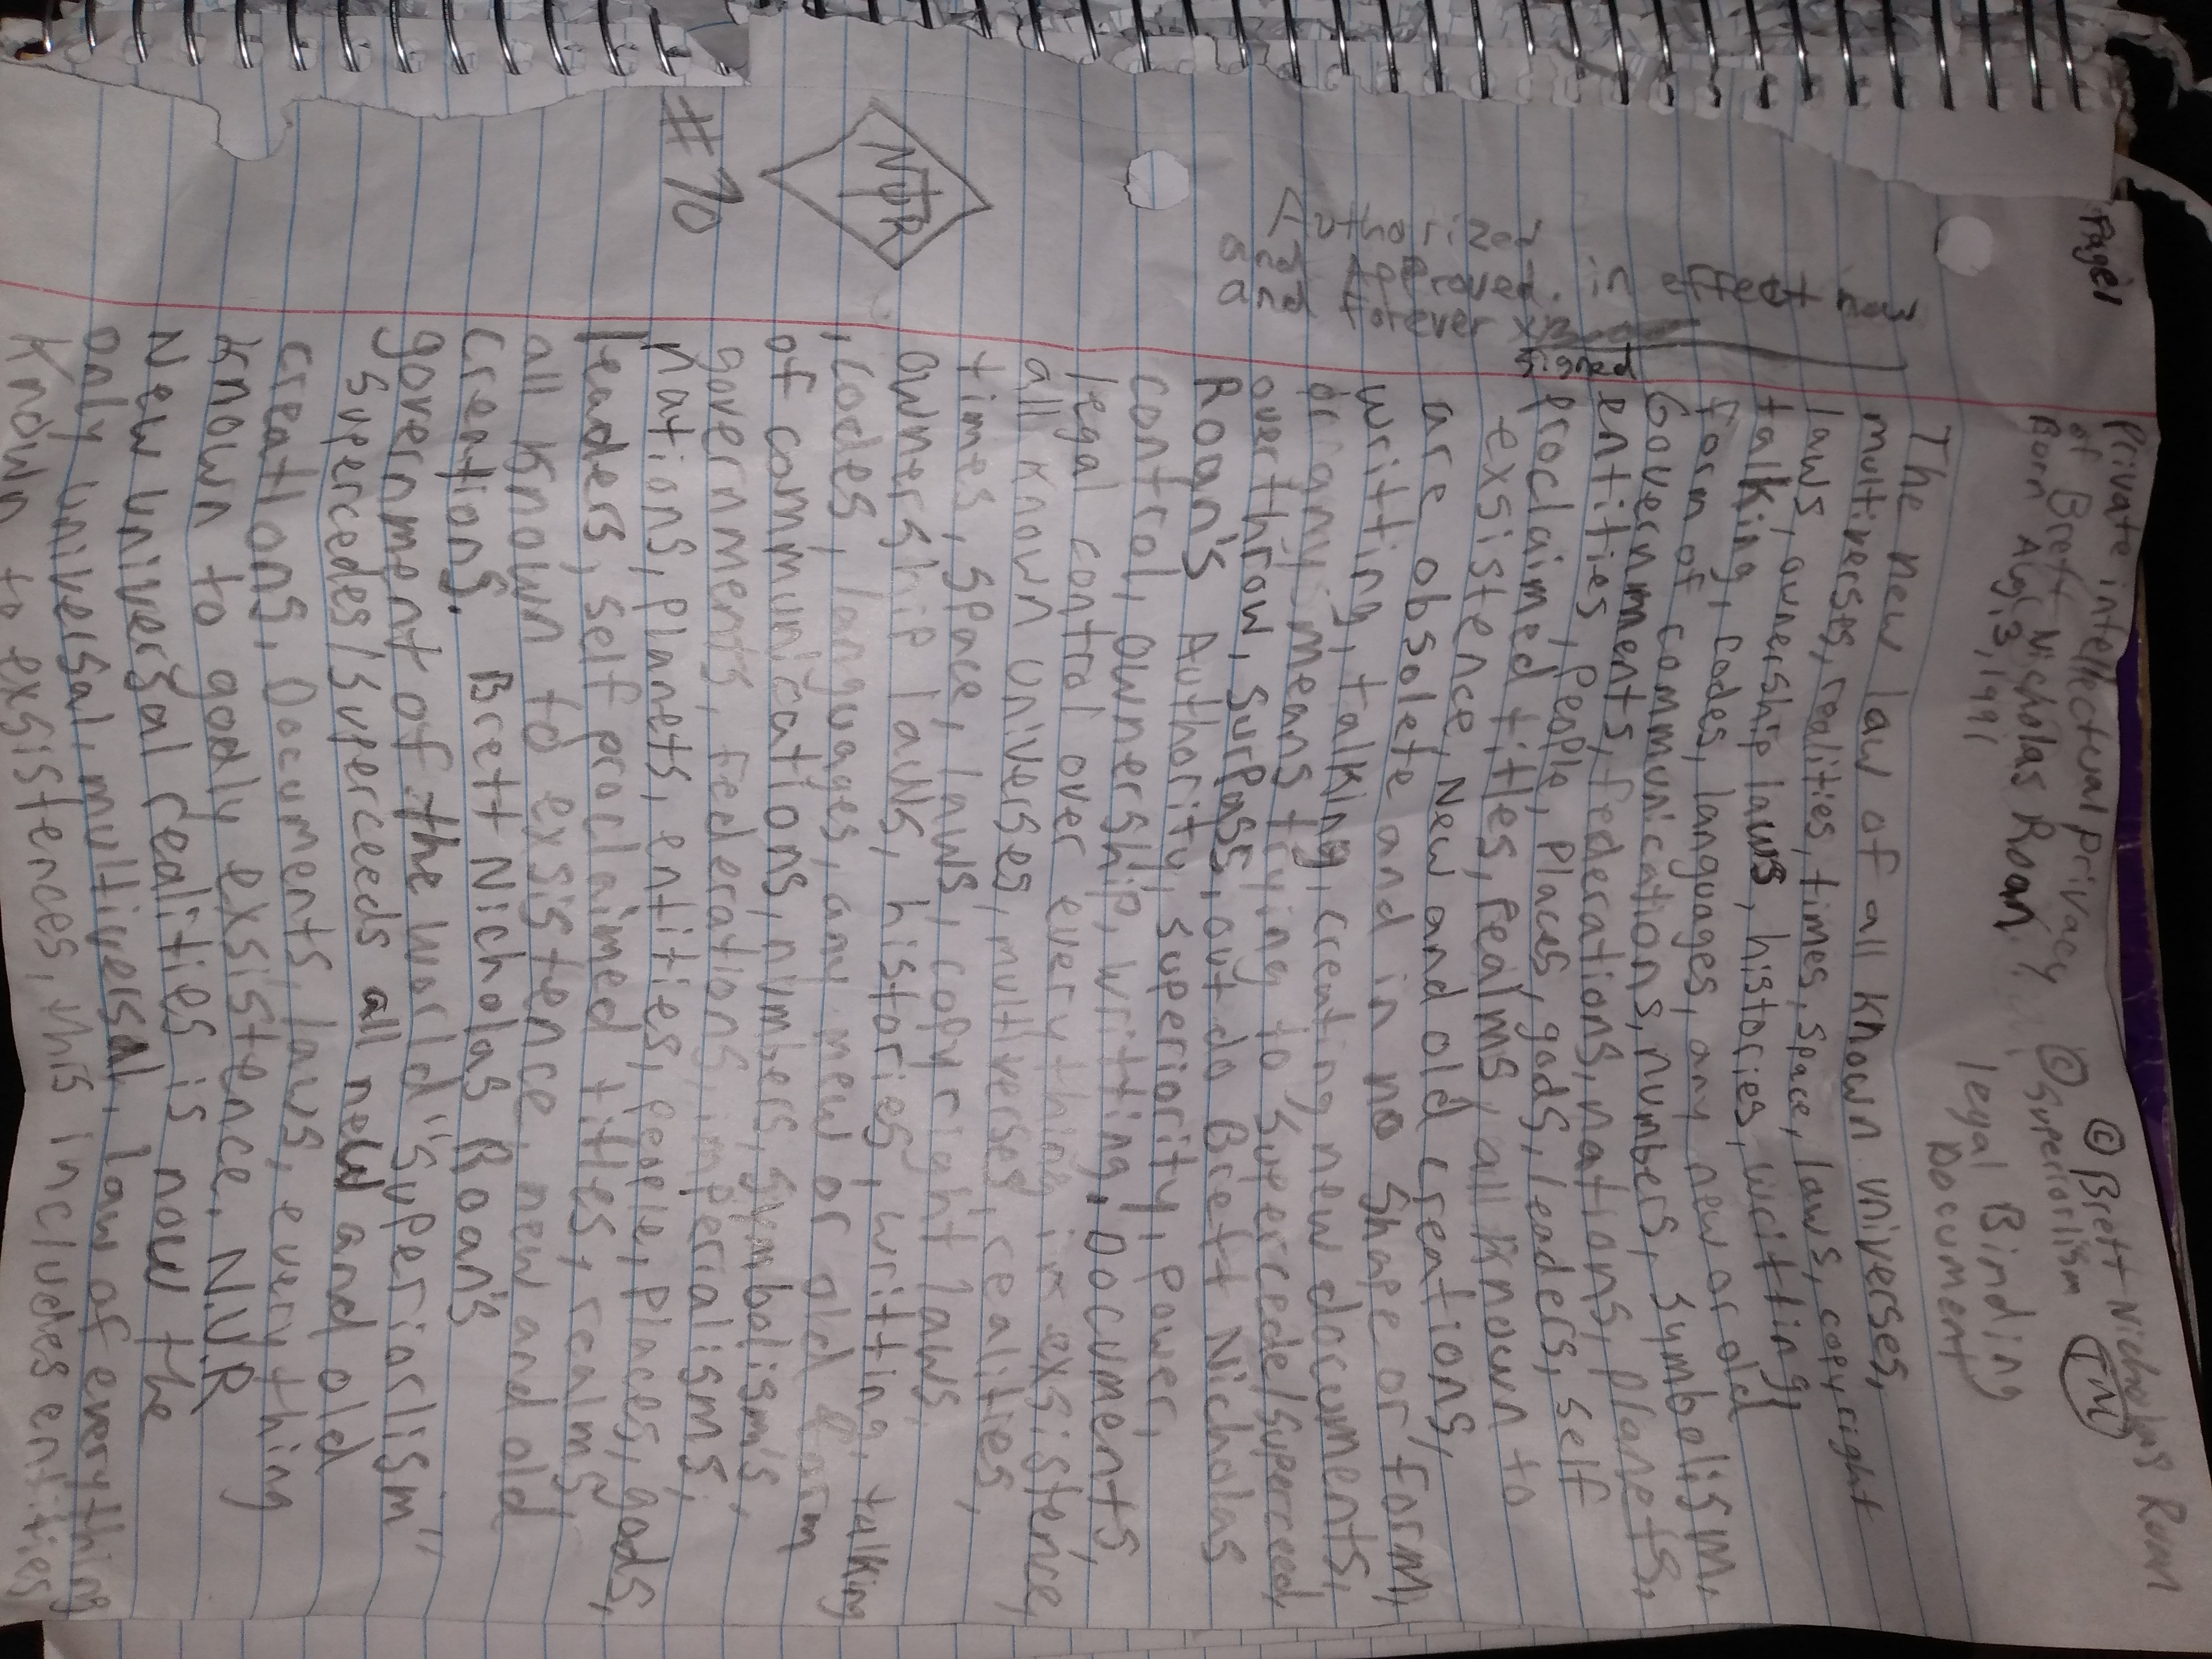 Page 1
Private intellectual privacy © Brett Nicholas Roan
of Brett Nicholas Roan. © superiorlism TM
Born Aug, 3, 1991 legal Binding
Document
The new law of all known universes,
multiverses, realities, times, space, laws, copyright
laws, ownership laws, histories, writting,
talking, codes, languages, any new or old
form of communications, numbers, symbolism,
Governments, federations, nations, planets,
entities, people, places, gods, leaders, self
proclaimed titles, realms, all known to
exsistence, New and old creations,
are obsolete and in no shape or form,
writting, talking, creating new documents,
or any means trying to supercede/superceed,
overthrow, surpass, out do Brett Nicholas
Roan's Authority, superiority, power,
control, ownership, writting, Documents,
legal control over everything in exsistence,
all known universes, multiverses, realities,
times, space, laws, copyright laws,
ownership laws, histories, writting, talking
, codes, languages, any new or old form
of communications, numbers, symbolism's,
governments, federations, imperialisms,
nations, planets, entities, people, places, gods,
leaders, self proclaimed titles, realms,
all known to exsistence, new and old
creations. Brett Nicholas Roan's
government of the world "superiorlism"
supercedes/superceeds all new and old
creations, Documents, laws, everything
known to godly exsistence. N.U.R
New universal realities is now the
only universal, multiversal, law of everything
Known to exsistences, this includes entities
Authorized
and Approved. in effect now
and forever x
signed
NUR
#70